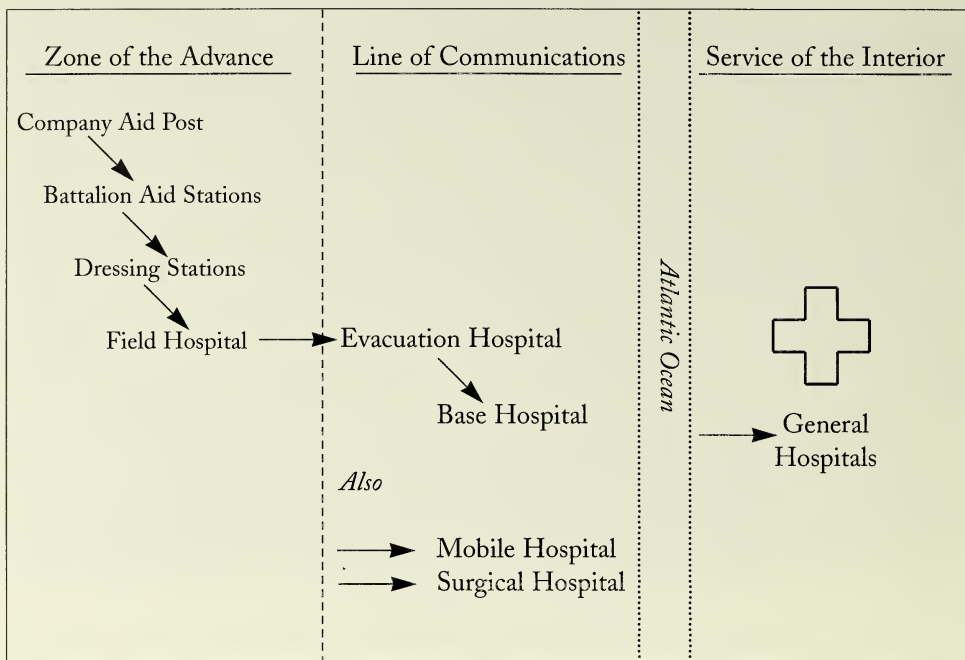 Zone of the Advance
Company Aid Post
Battalion Aid Stations
Dressing Stations
Field Hospital
Line of Communications
Evacuation Hospital
Base Hospital
Also
Mobile Hospital
Surgical Hospital
Atlantic Ocean
Service of the Interior
General
Hospitals